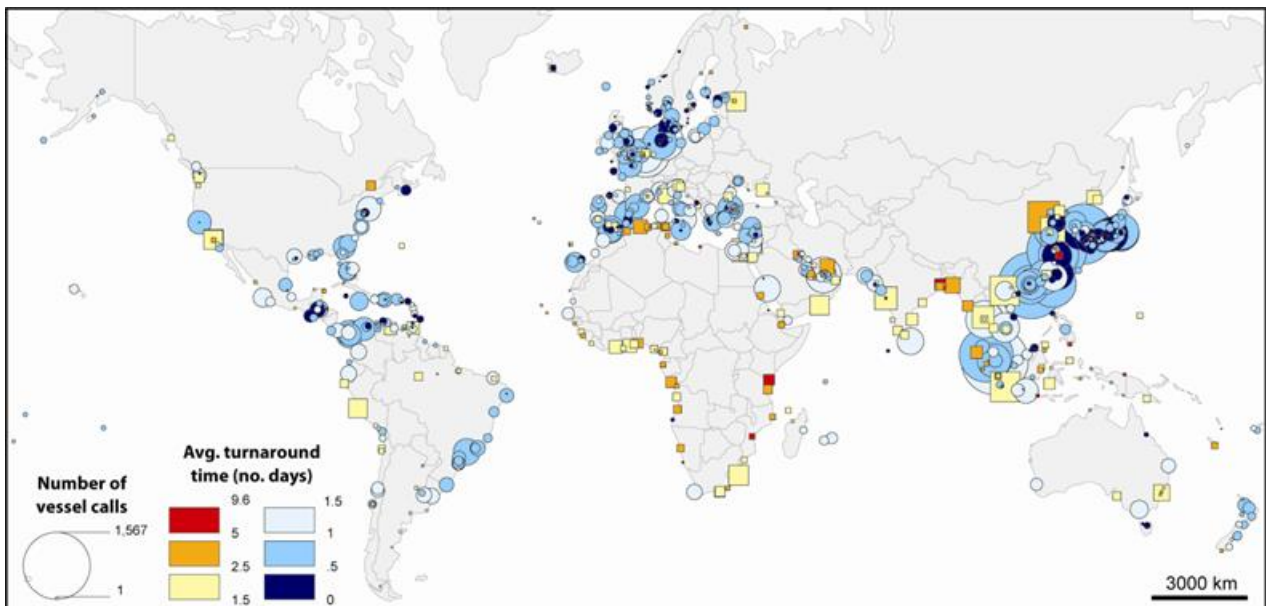 Avg. turnaround
time (no. days)
Number of
vessel calls
1,567
1
9.6
5
2.5
1.5
1.5
1
.5
0
3000 km